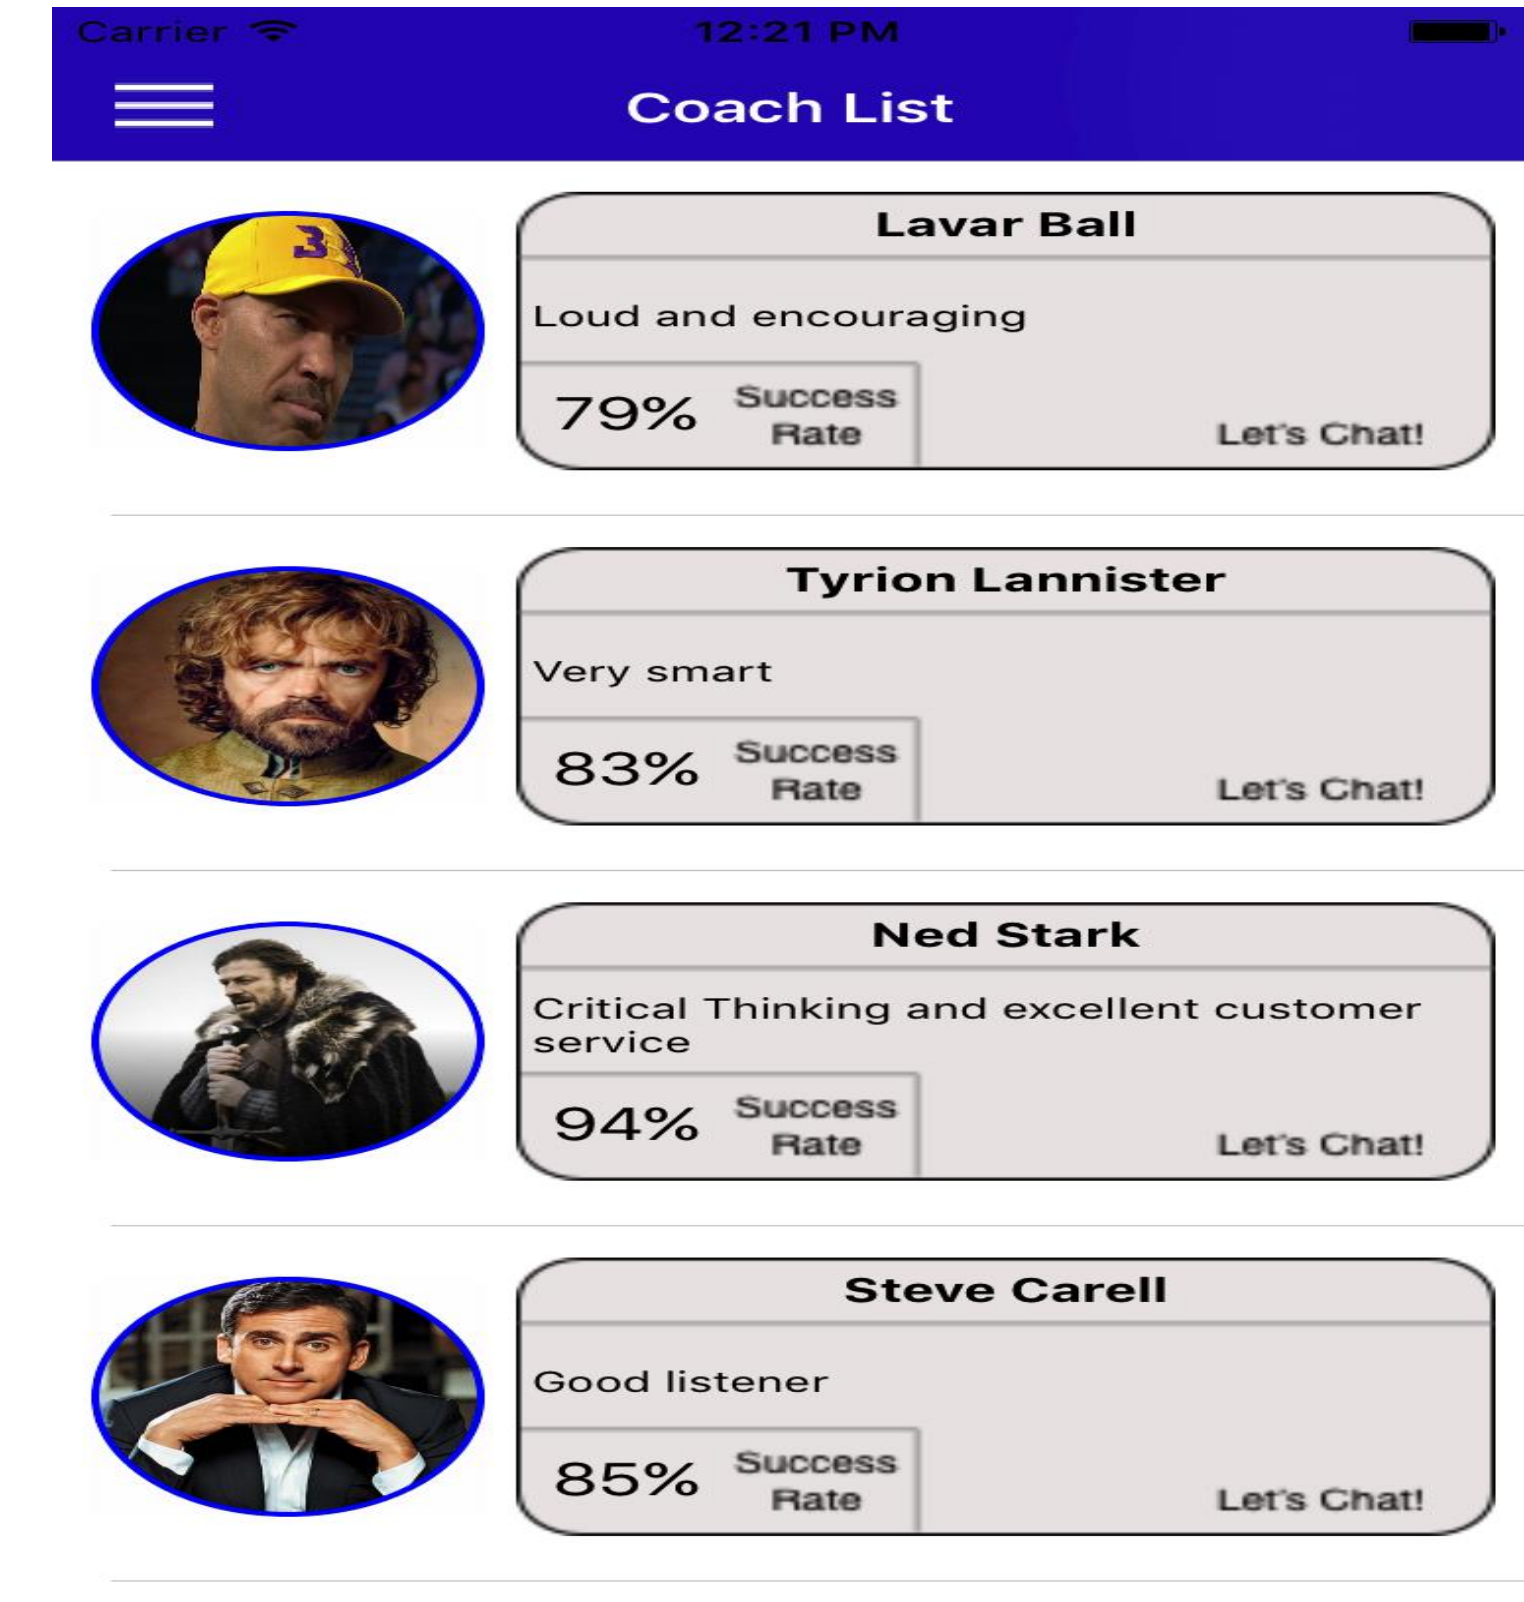 Carrier 12:21 PM
Coach List
Lavar Ball
Loud and encouraging
79% Success
Rate
Let's Chat!
Tyrion Lannister
Very smart
83% Success
Rate
Let's Chat!
Ned Stark
Critical Thinking and excellent customer
service
94% Success
Rate
Let's Chat!
Steve Carell
Good listener
85% Success
Rate
Let's Chat!